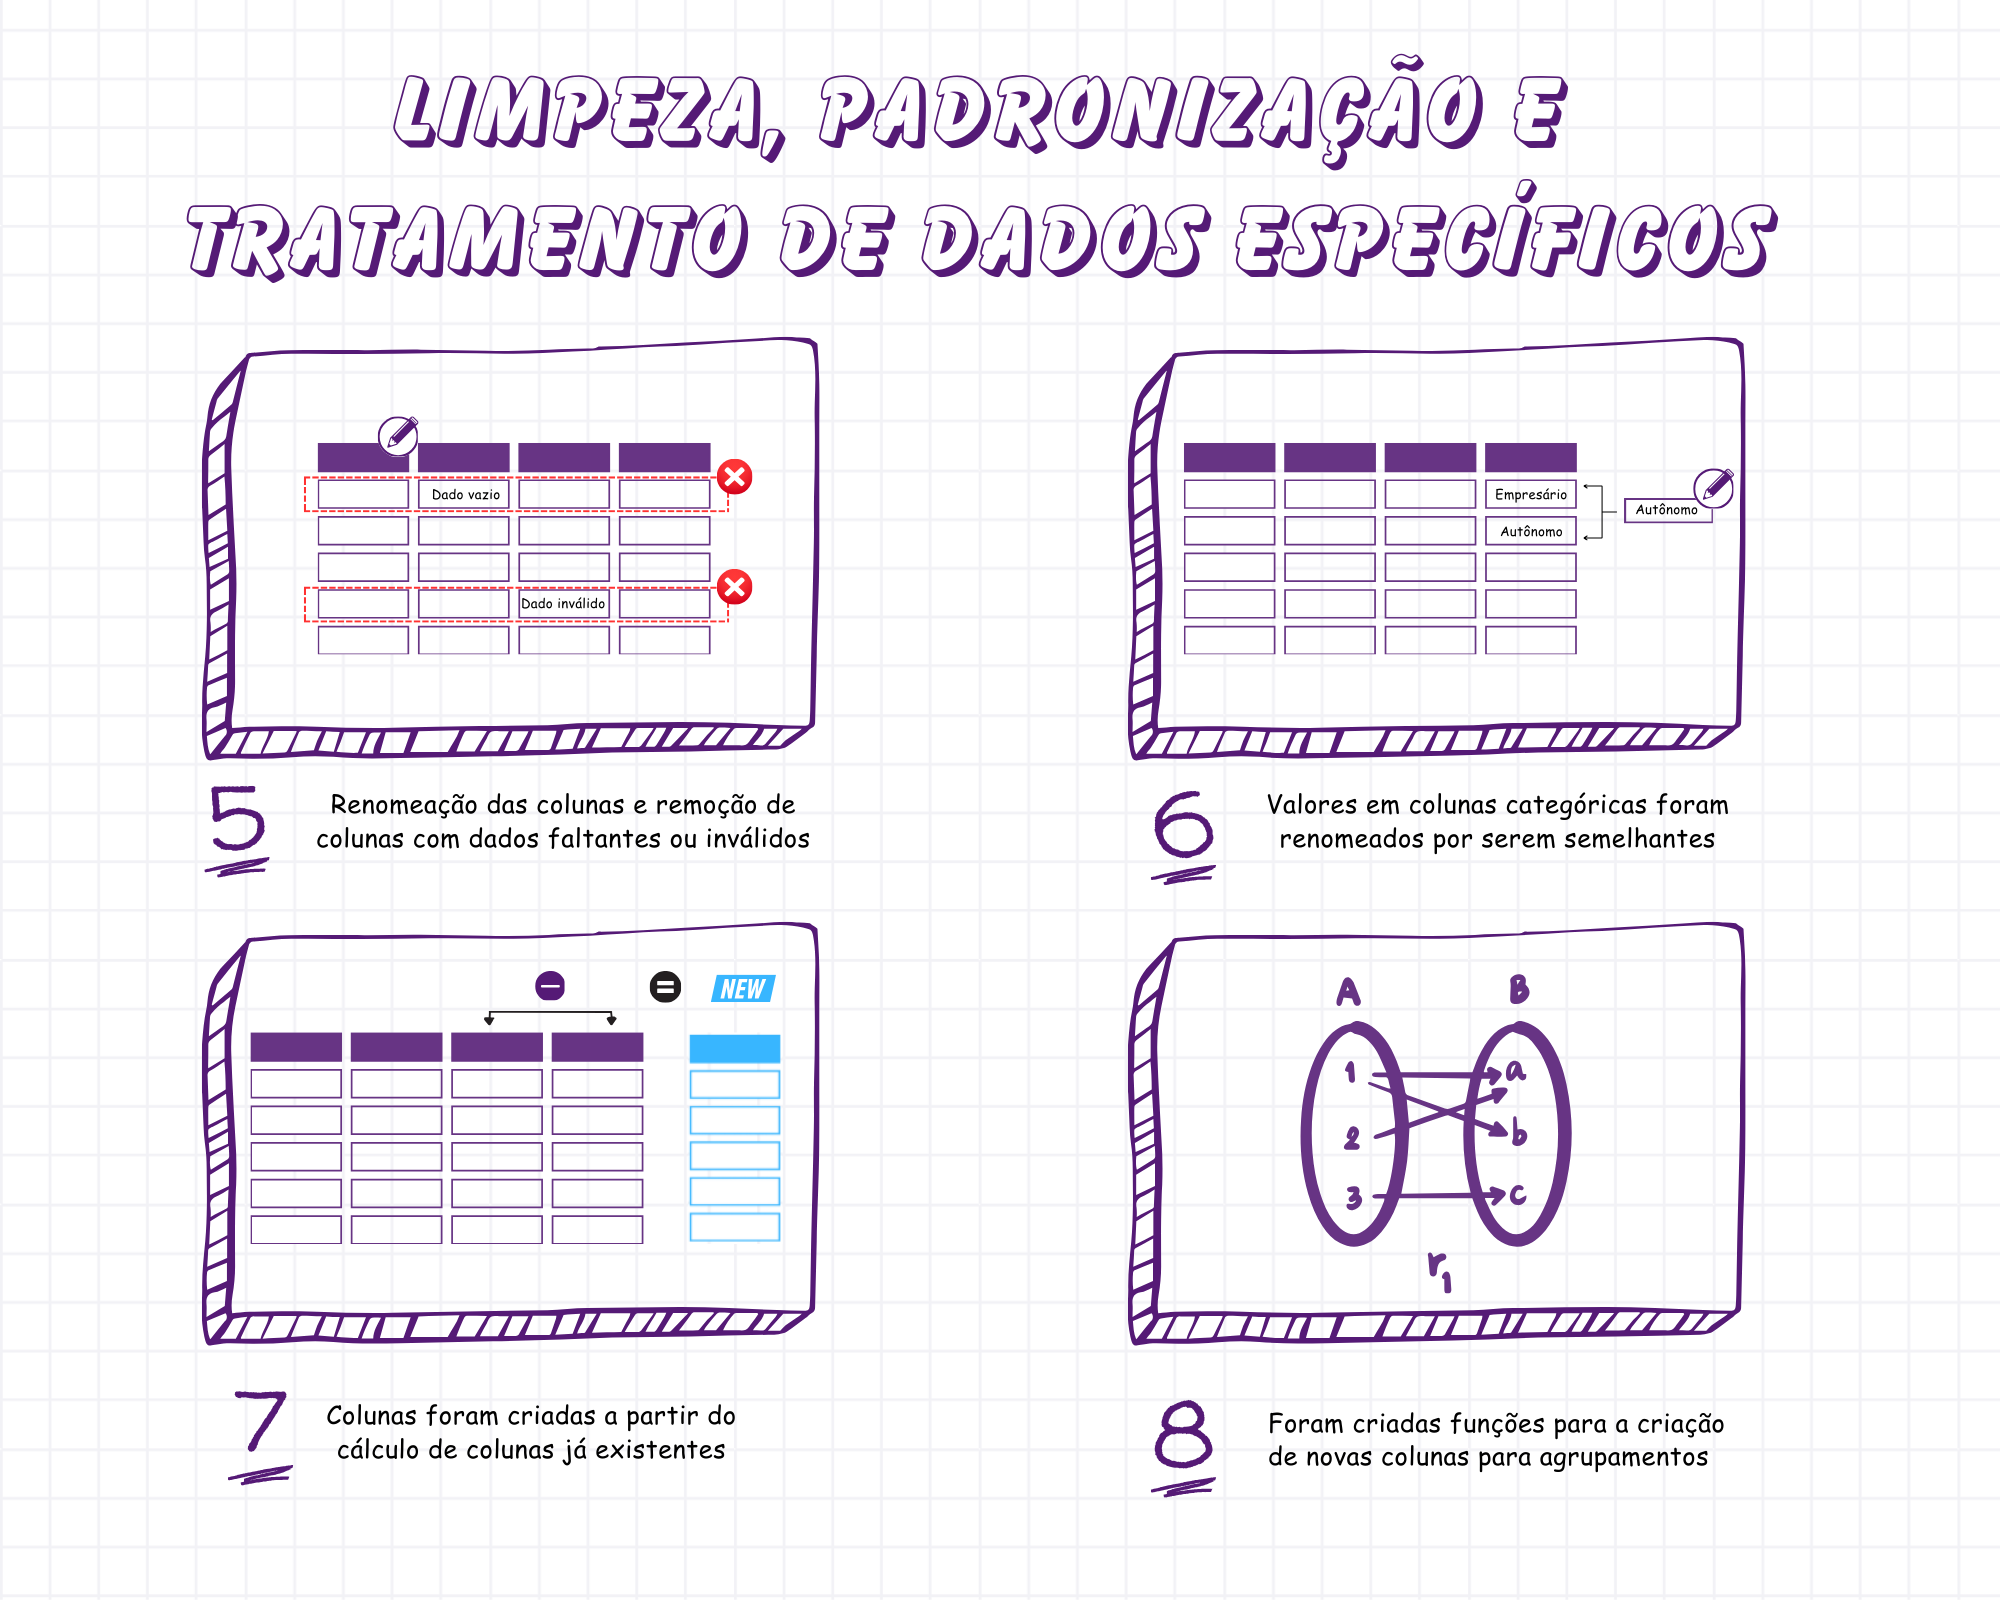 LIMPEZA, PADRONIZAÇÃO E
TRATAMENTO DE DADOS ESPECÍFICOS
Dado vazio
Dado inválido
5
Renomeação das colunas e remoção de
colunas com dados faltantes ou inválidos
Empresário
Autônomo
Autônomo
6
Valores em colunas categóricas foram
renomeados por serem semelhantes
NEW
7
Colunas foram criadas a partir do
cálculo de colunas já existentes
A B
1 a
2 b
3 c
r1
8
Foram criadas funções para a criação
de novas colunas para agrupamentos